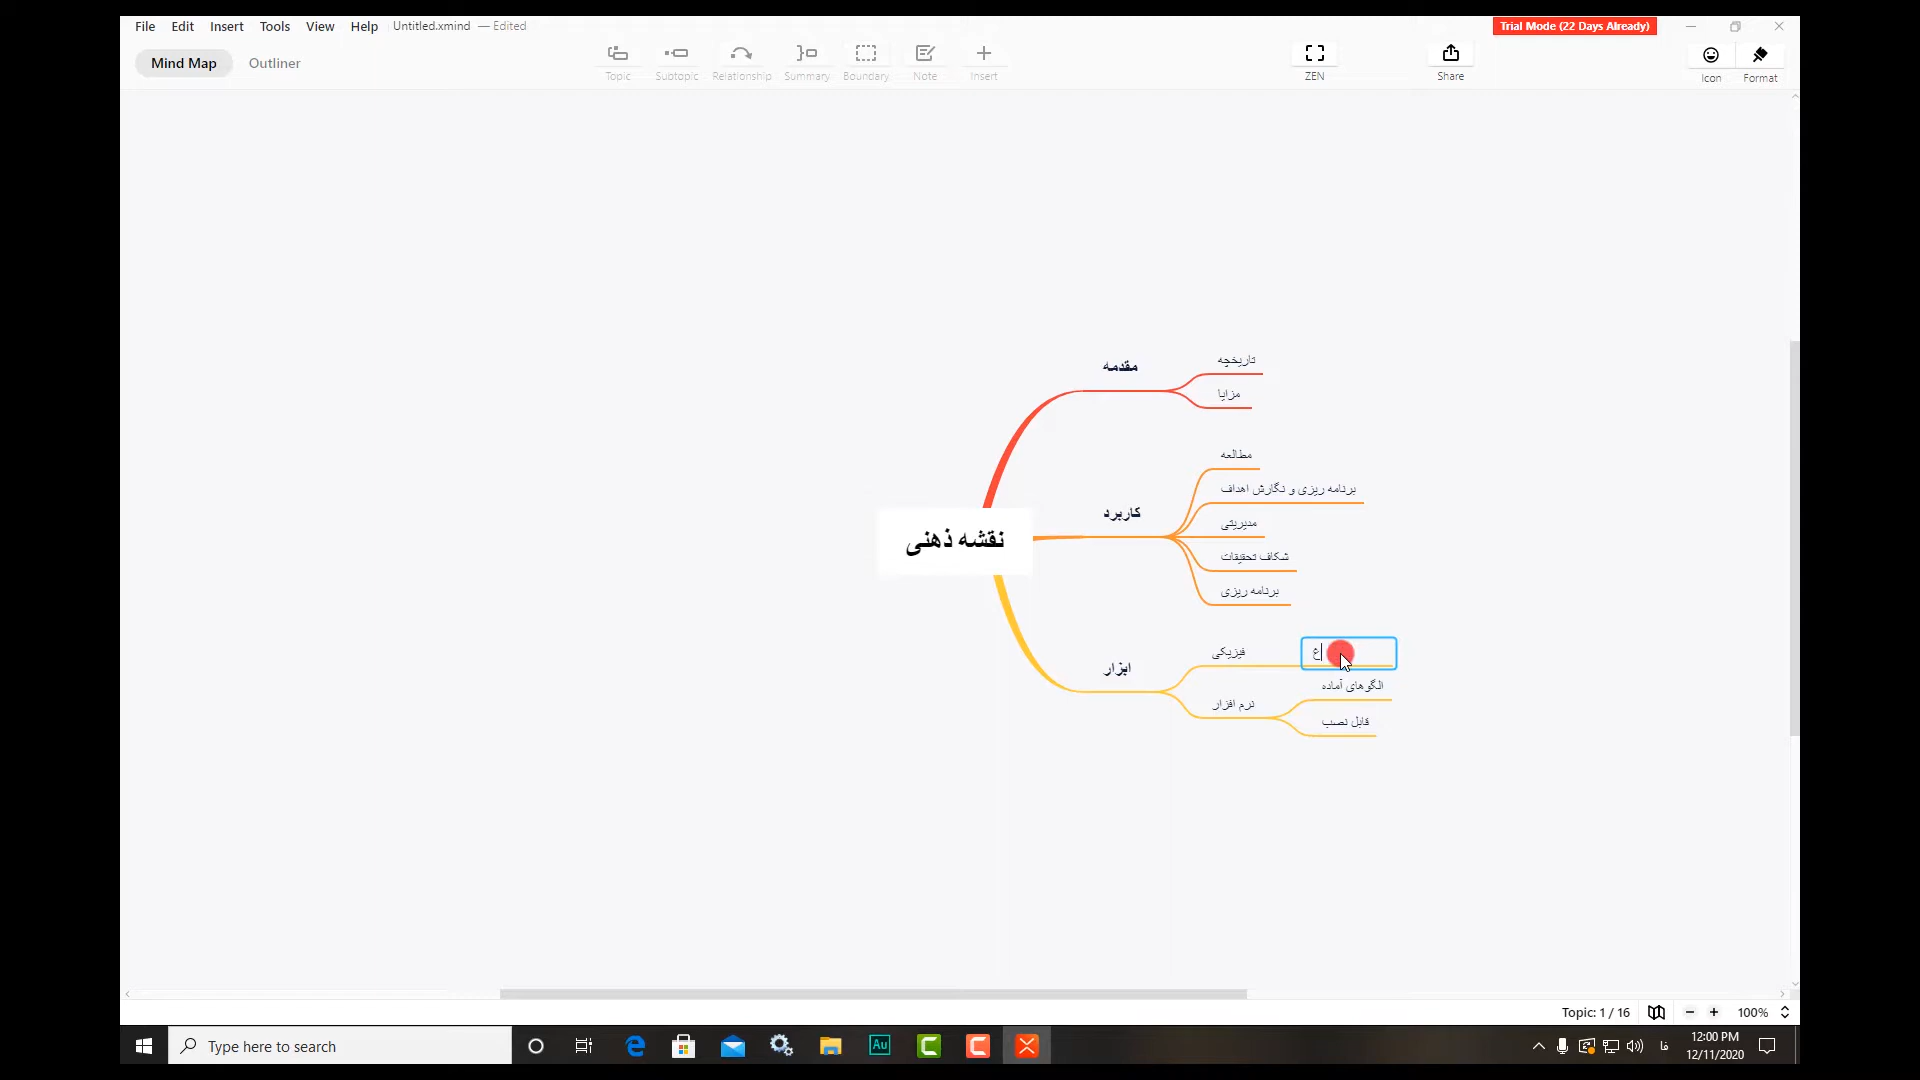 File Edit Insert Tools View Help Untitled.xmind — Edited
Trial Mode (22 Days Already)
Mind Map Outliner
Topic Subtopic Relationship Summary Boundary Note Insert
ZEN
Share
Icon Format
مقدمه
تاریخچه
مزایا
نقشه ذهنی
کاربرد
مطالعه
برنامه ریزی و نگارش اهداف
مدیریتی
شکاف تحقیقات
برنامه ریزی
ابزار
فیزیکی
غ
نرم افزار
الگوهای آماده
قابل نصب
Topic: 1 / 16
100%
Type here to search
Au
فا
12:00 PM
12/11/2020